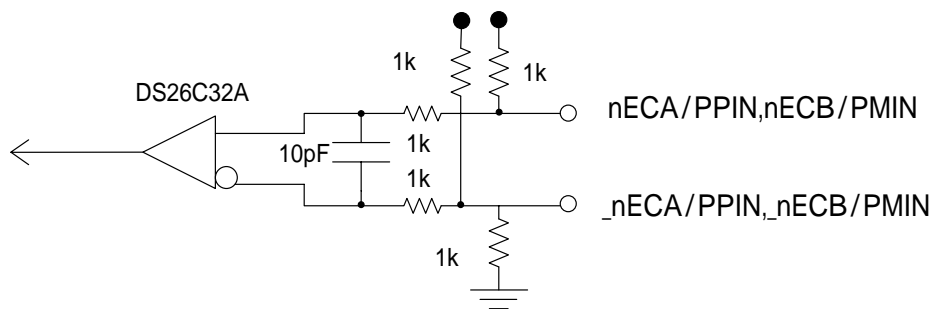 1k
1k
DS26C32A
nECA/PPIN,nECB/PMIN
1k
10pF
1k
_nECA/PPIN,_nECB/PMIN
1k